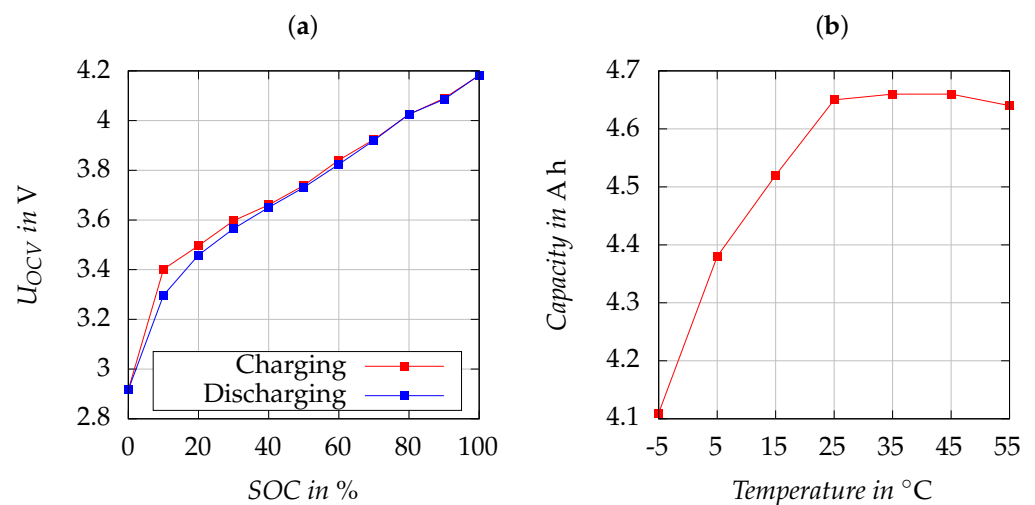 (a)
4.2
4
3.8
3.6
3.4
3.2
3
2.8
U_OCV in V
Charging
Discharging
0 20 40 60 80 100
SOC in %
(b)
4.7
4.6
4.5
4.4
4.3
4.2
4.1
Capacity in A h
-5 5 15 25 35 45 55
Temperature in °C